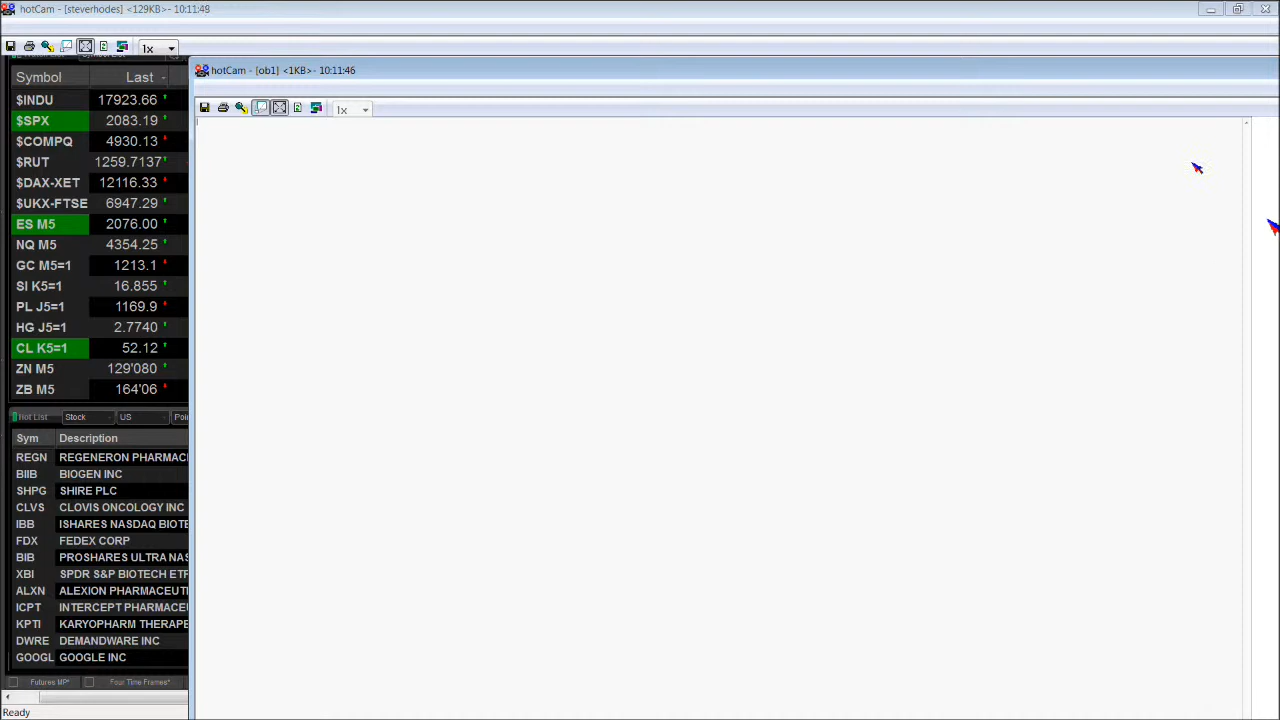 hotCam - [steverhodes] <129KB>- 10:11:48
1x
Symbol Last
$INDU 17923.66
$SPX 2083.19
$COMPQ 4930.13
$RUT 1259.7137
$DAX-XET 12116.33
$UKX-FTSE 6947.29
ES M5 2076.00
NQ M5 4354.25
GC M5=1 1213.1
SI K5=1 16.855
PL J5=1 1169.9
HG J5=1 2.7740
CL K5=1 52.12
ZN M5 129'080
ZB M5 164'06
Hot List Stock US Poi
Sym Description
REGN REGENERON PHARMAC
BIIB BIOGEN INC
SHPG SHIRE PLC
CLVS CLOVIS ONCOLOGY INC
IBB ISHARES NASDAQ BIOTE
FDX FEDEX CORP
BIB PROSHARES ULTRA NAS
XBI SPDR S&P BIOTECH ETF
ALXN ALEXION PHARMACEUT
ICPT INTERCEPT PHARMACEU
KPTI KARYOPHARM THERAPE
DWRE DEMANDWARE INC
GOOGL GOOGLE INC
Futures MP* Four Time Frames*
Ready
hotCam - [ob1] <1KB>- 10:11:46
1x